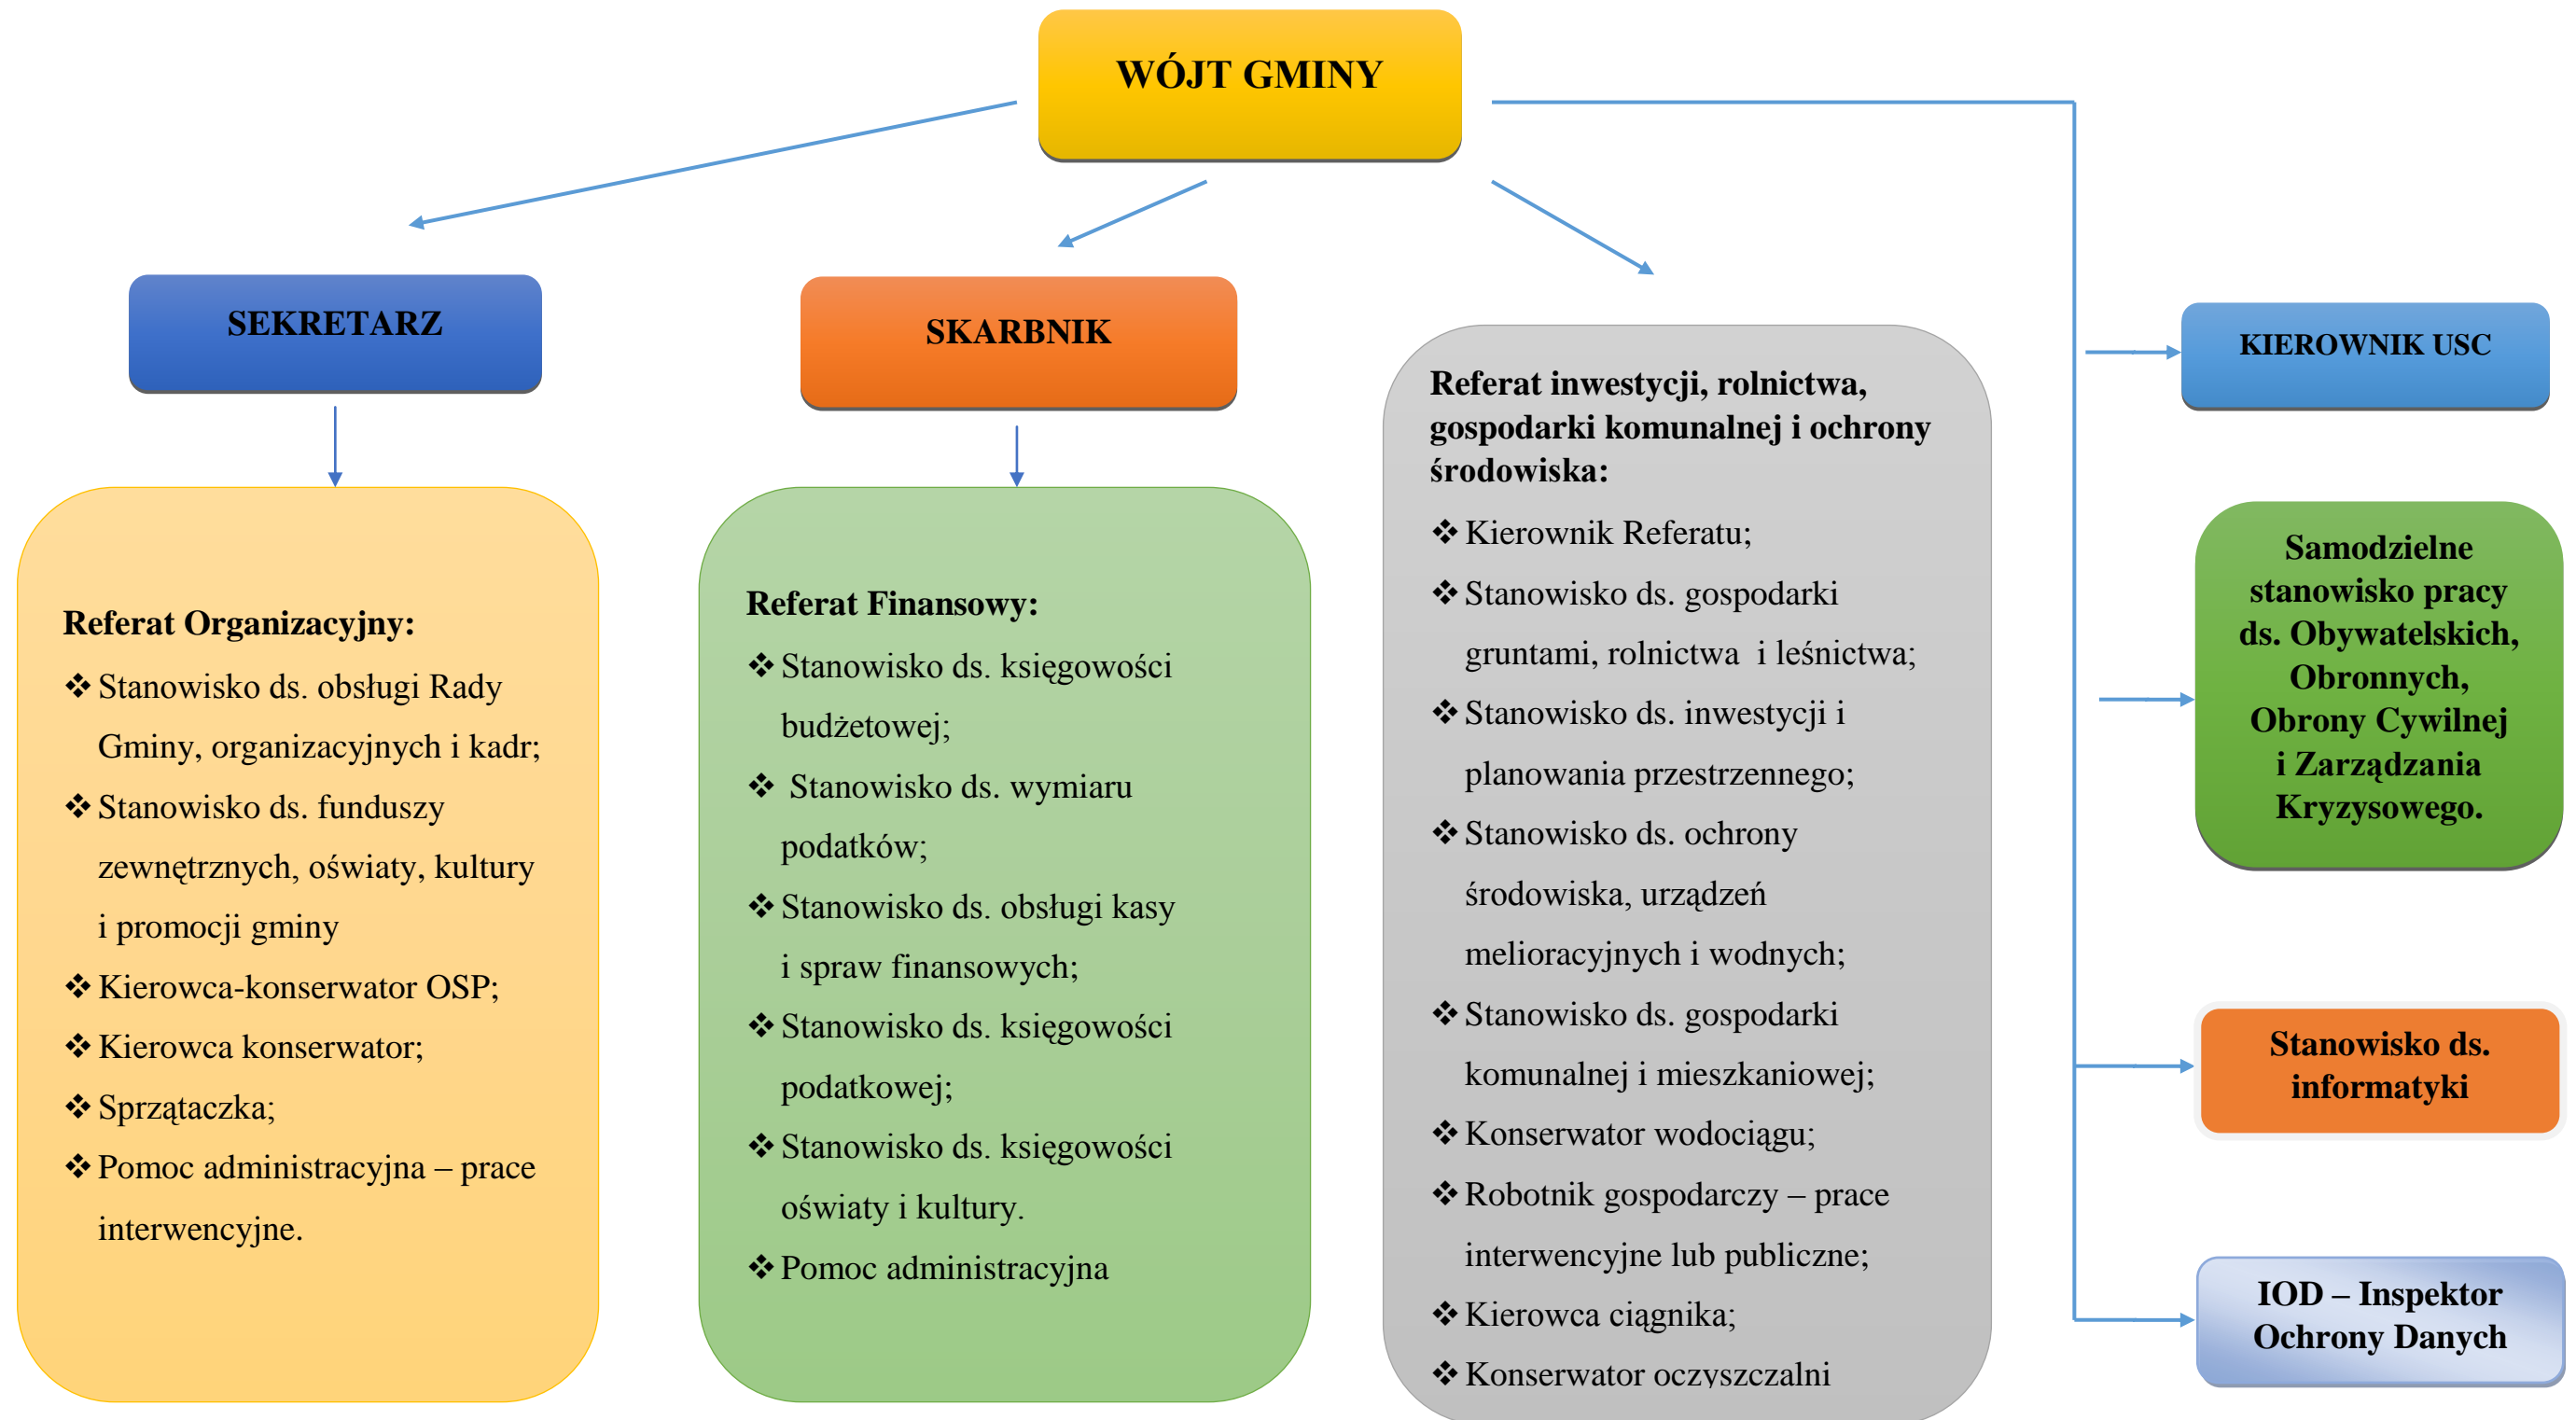 WÓJT GMINY
SEKRETARZ
SKARBNIK
KIEROWNIK USC
Referat Organizacyjny:
❖ Stanowisko ds. obsługi Rady
Gminy, organizacyjnych i kadr;
❖ Stanowisko ds. funduszy
zewnętrznych, oświaty, kultury
i promocji gminy
❖ Kierowca-konserwator OSP;
❖ Kierowca konserwator;
❖ Sprzątaczka;
❖ Pomoc administracyjna – prace
interwencyjne.
Referat Finansowy:
❖ Stanowisko ds. księgowości
budżetowej;
❖ Stanowisko ds. wymiaru
podatków;
❖ Stanowisko ds. obsługi kasy
i spraw finansowych;
❖ Stanowisko ds. księgowości
podatkowej;
❖ Stanowisko ds. księgowości
oświaty i kultury.
❖ Pomoc administracyjna
Referat inwestycji, rolnictwa,
gospodarki komunalnej i ochrony
środowiska:
❖ Kierownik Referatu;
❖ Stanowisko ds. gospodarki
gruntami, rolnictwa i leśnictwa;
❖ Stanowisko ds. inwestycji i
planowania przestrzennego;
❖ Stanowisko ds. ochrony
środowiska, urządzeń
melioracyjnych i wodnych;
❖ Stanowisko ds. gospodarki
komunalnej i mieszkaniowej;
❖ Konserwator wodociągu;
❖ Robotnik gospodarczy – prace
interwencyjne lub publiczne;
❖ Kierowca ciągnika;
❖ Konserwator oczyszczalni
Samodzielne
stanowisko pracy
ds. Obywatelskich,
Obronnych,
Obrony Cywilnej
i Zarządzania
Kryzysowego.
Stanowisko ds.
informatyki
IOD – Inspektor
Ochrony Danych